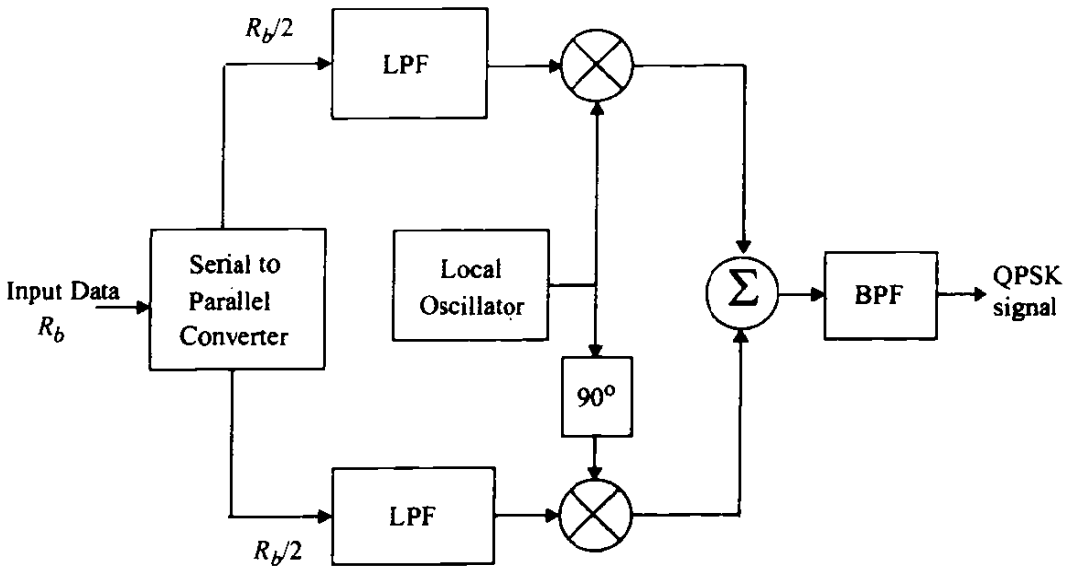 R_b/2
LPF
Serial to
Parallel
Converter
Input Data
R_b
Local
Oscillator
90°
Σ
BPF
QPSK
signal
LPF
R_b/2